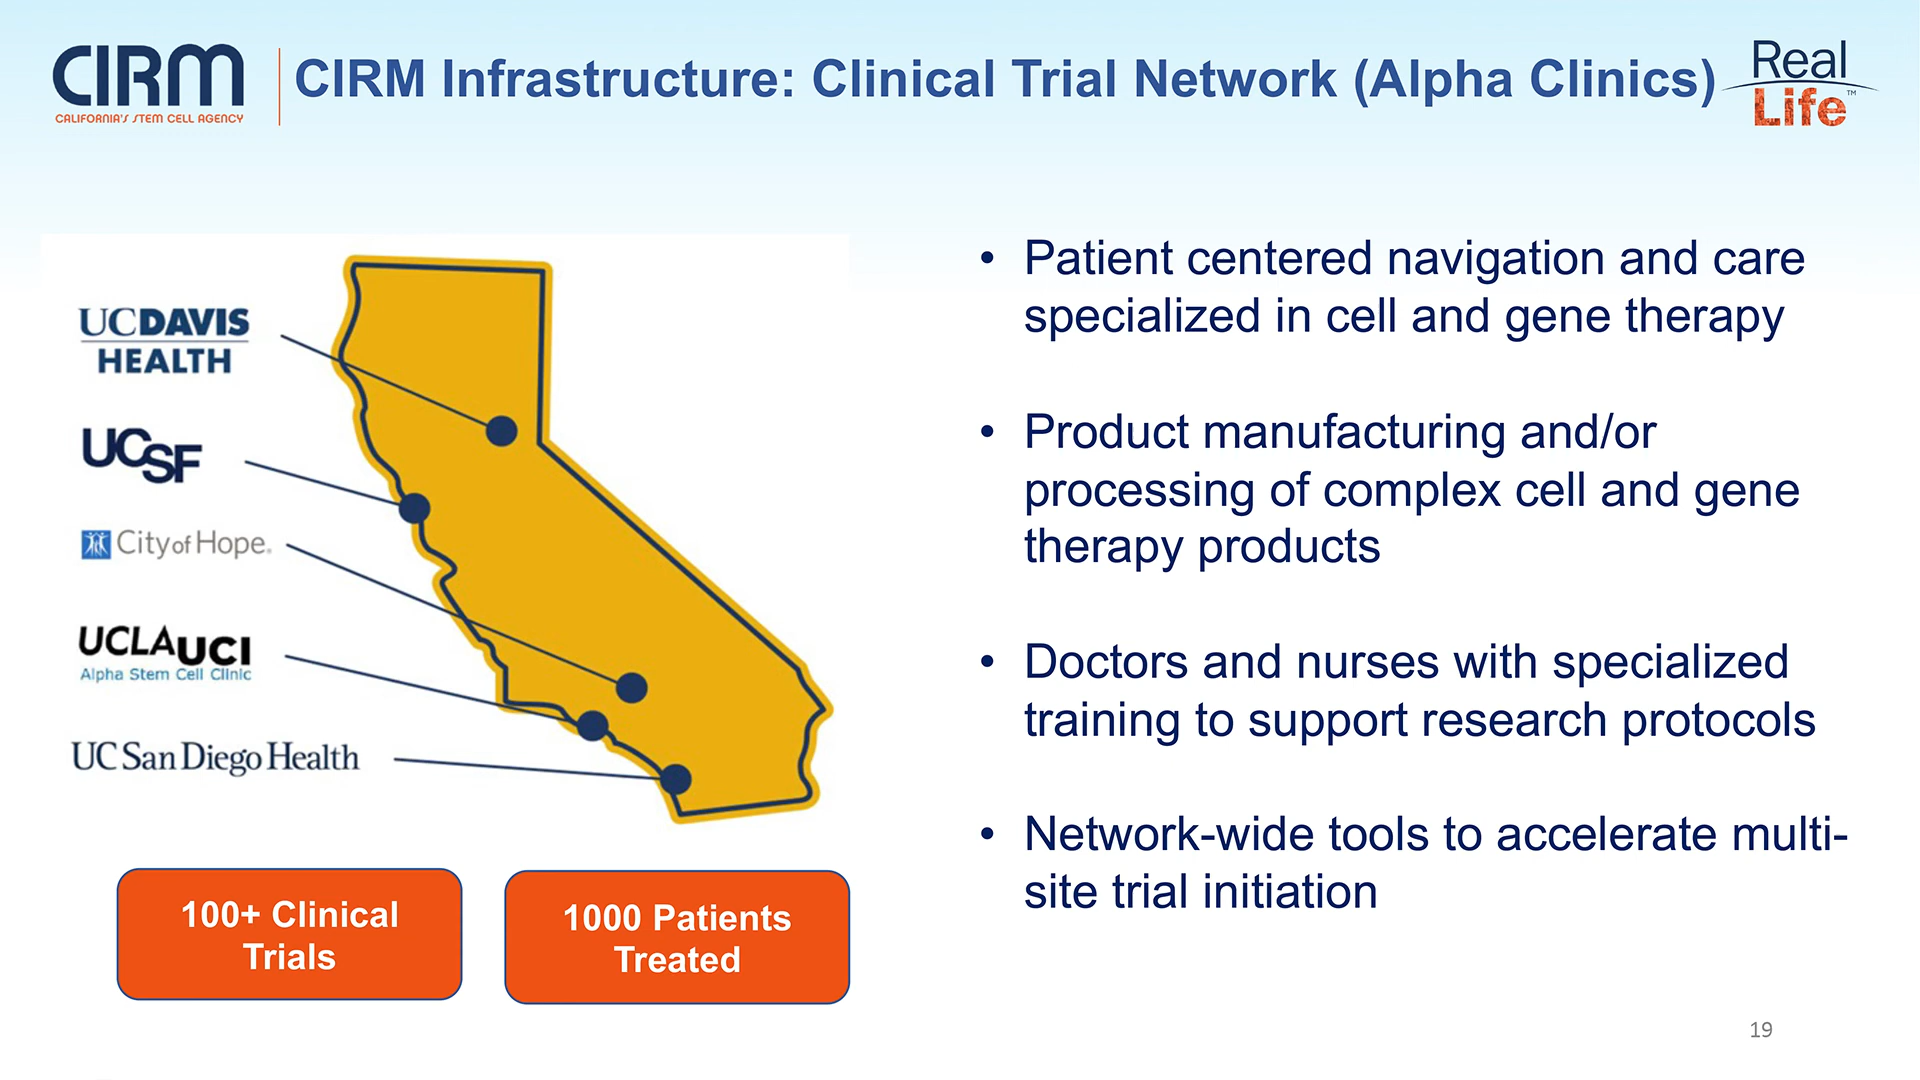 CIRM
CALIFORNIA'S STEM CELL AGENCY
CIRM Infrastructure: Clinical Trial Network (Alpha Clinics)
Real
Life™
UCDAVIS
HEALTH
UCSF
City of Hope®
UCLA UCI
Alpha Stem Cell Clinic
UC San Diego Health
100+ Clinical
Trials
1000 Patients
Treated
• Patient centered navigation and care
specialized in cell and gene therapy
• Product manufacturing and/or
processing of complex cell and gene
therapy products
• Doctors and nurses with specialized
training to support research protocols
• Network-wide tools to accelerate multi-
site trial initiation
19